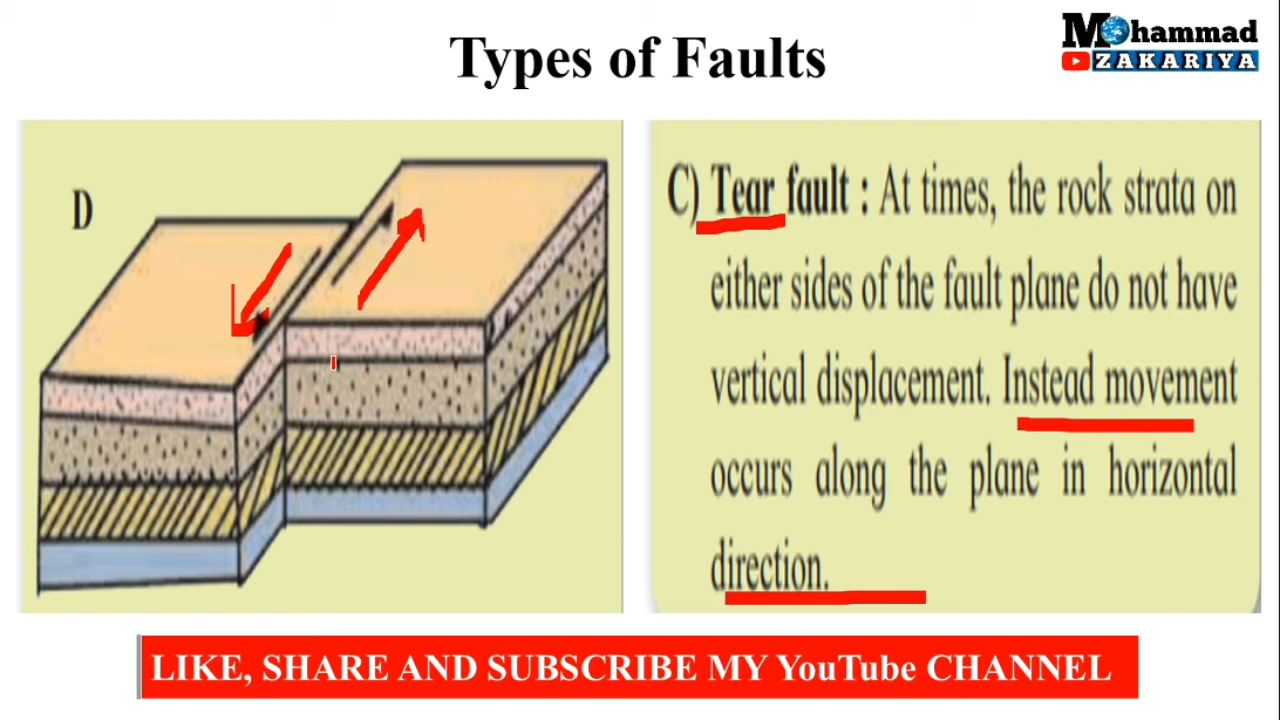 Types of Faults
Mohammad
ZAKARIYA
D
C) Tear fault : At times, the rock strata on
either sides of the fault plane do not have
vertical displacement. Instead movement
occurs along the plane in horizontal
direction.
LIKE, SHARE AND SUBSCRIBE MY YouTube CHANNEL